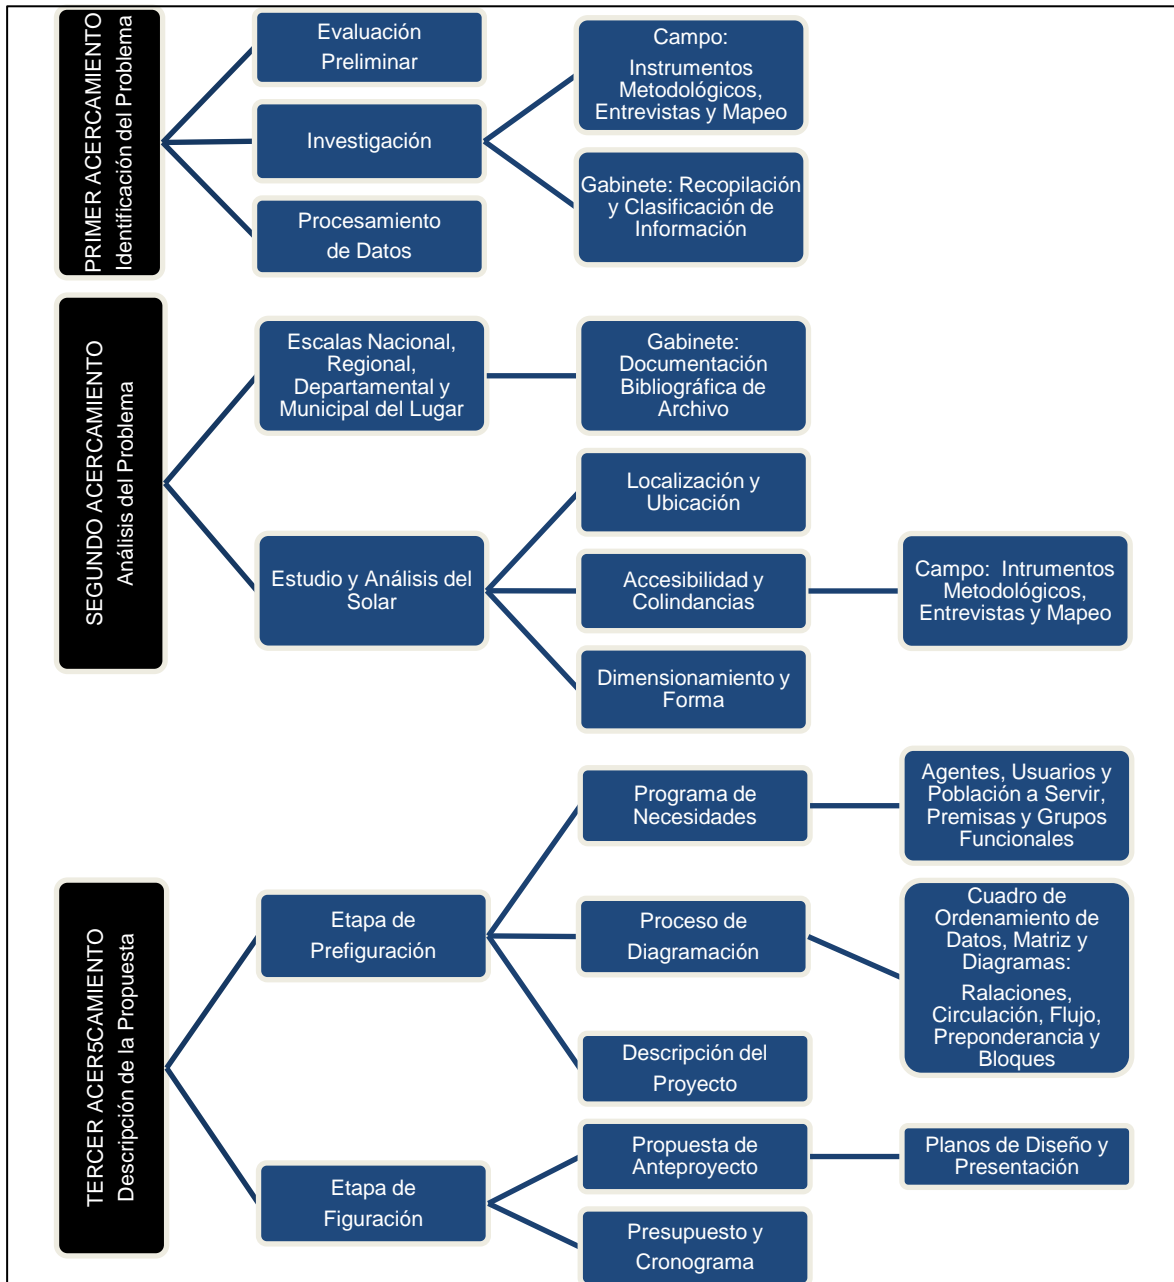 PRIMER ACERCAMIENTO
Identificación del Problema
Evaluación
Preliminar
Investigación
Procesamiento
de Datos
Campo:
Instrumentos
Metodológicos,
Entrevistas y Mapeo
Gabinete: Recopilación
y Clasificación de
Información
SEGUNDO ACERCAMIENTO
Análisis del Problema
Escalas Nacional,
Regional,
Departamental y
Municipal del Lugar
Gabinete:
Documentación
Bibliográfica de
Archivo
Estudio y Análisis del
Solar
Localización y
Ubicación
Accesibilidad y
Colindancias
Dimensionamiento y
Forma
Campo: Intrumentos
Metodológicos,
Entrevistas y Mapeo
TERCER ACER5CAMIENTO
Descripción de la Propuesta
Etapa de
Prefiguración
Programa de
Necesidades
Agentes, Usuarios y
Población a Servir,
Premisas y Grupos
Funcionales
Proceso de
Diagramación
Cuadro de
Ordenamiento de
Datos, Matriz y
Diagramas:
Ralaciones,
Circulación, Flujo,
Preponderancia y
Bloques
Descripción del
Proyecto
Etapa de
Figuración
Propuesta de
Anteproyecto
Planos de Diseño y
Presentación
Presupuesto y
Cronograma